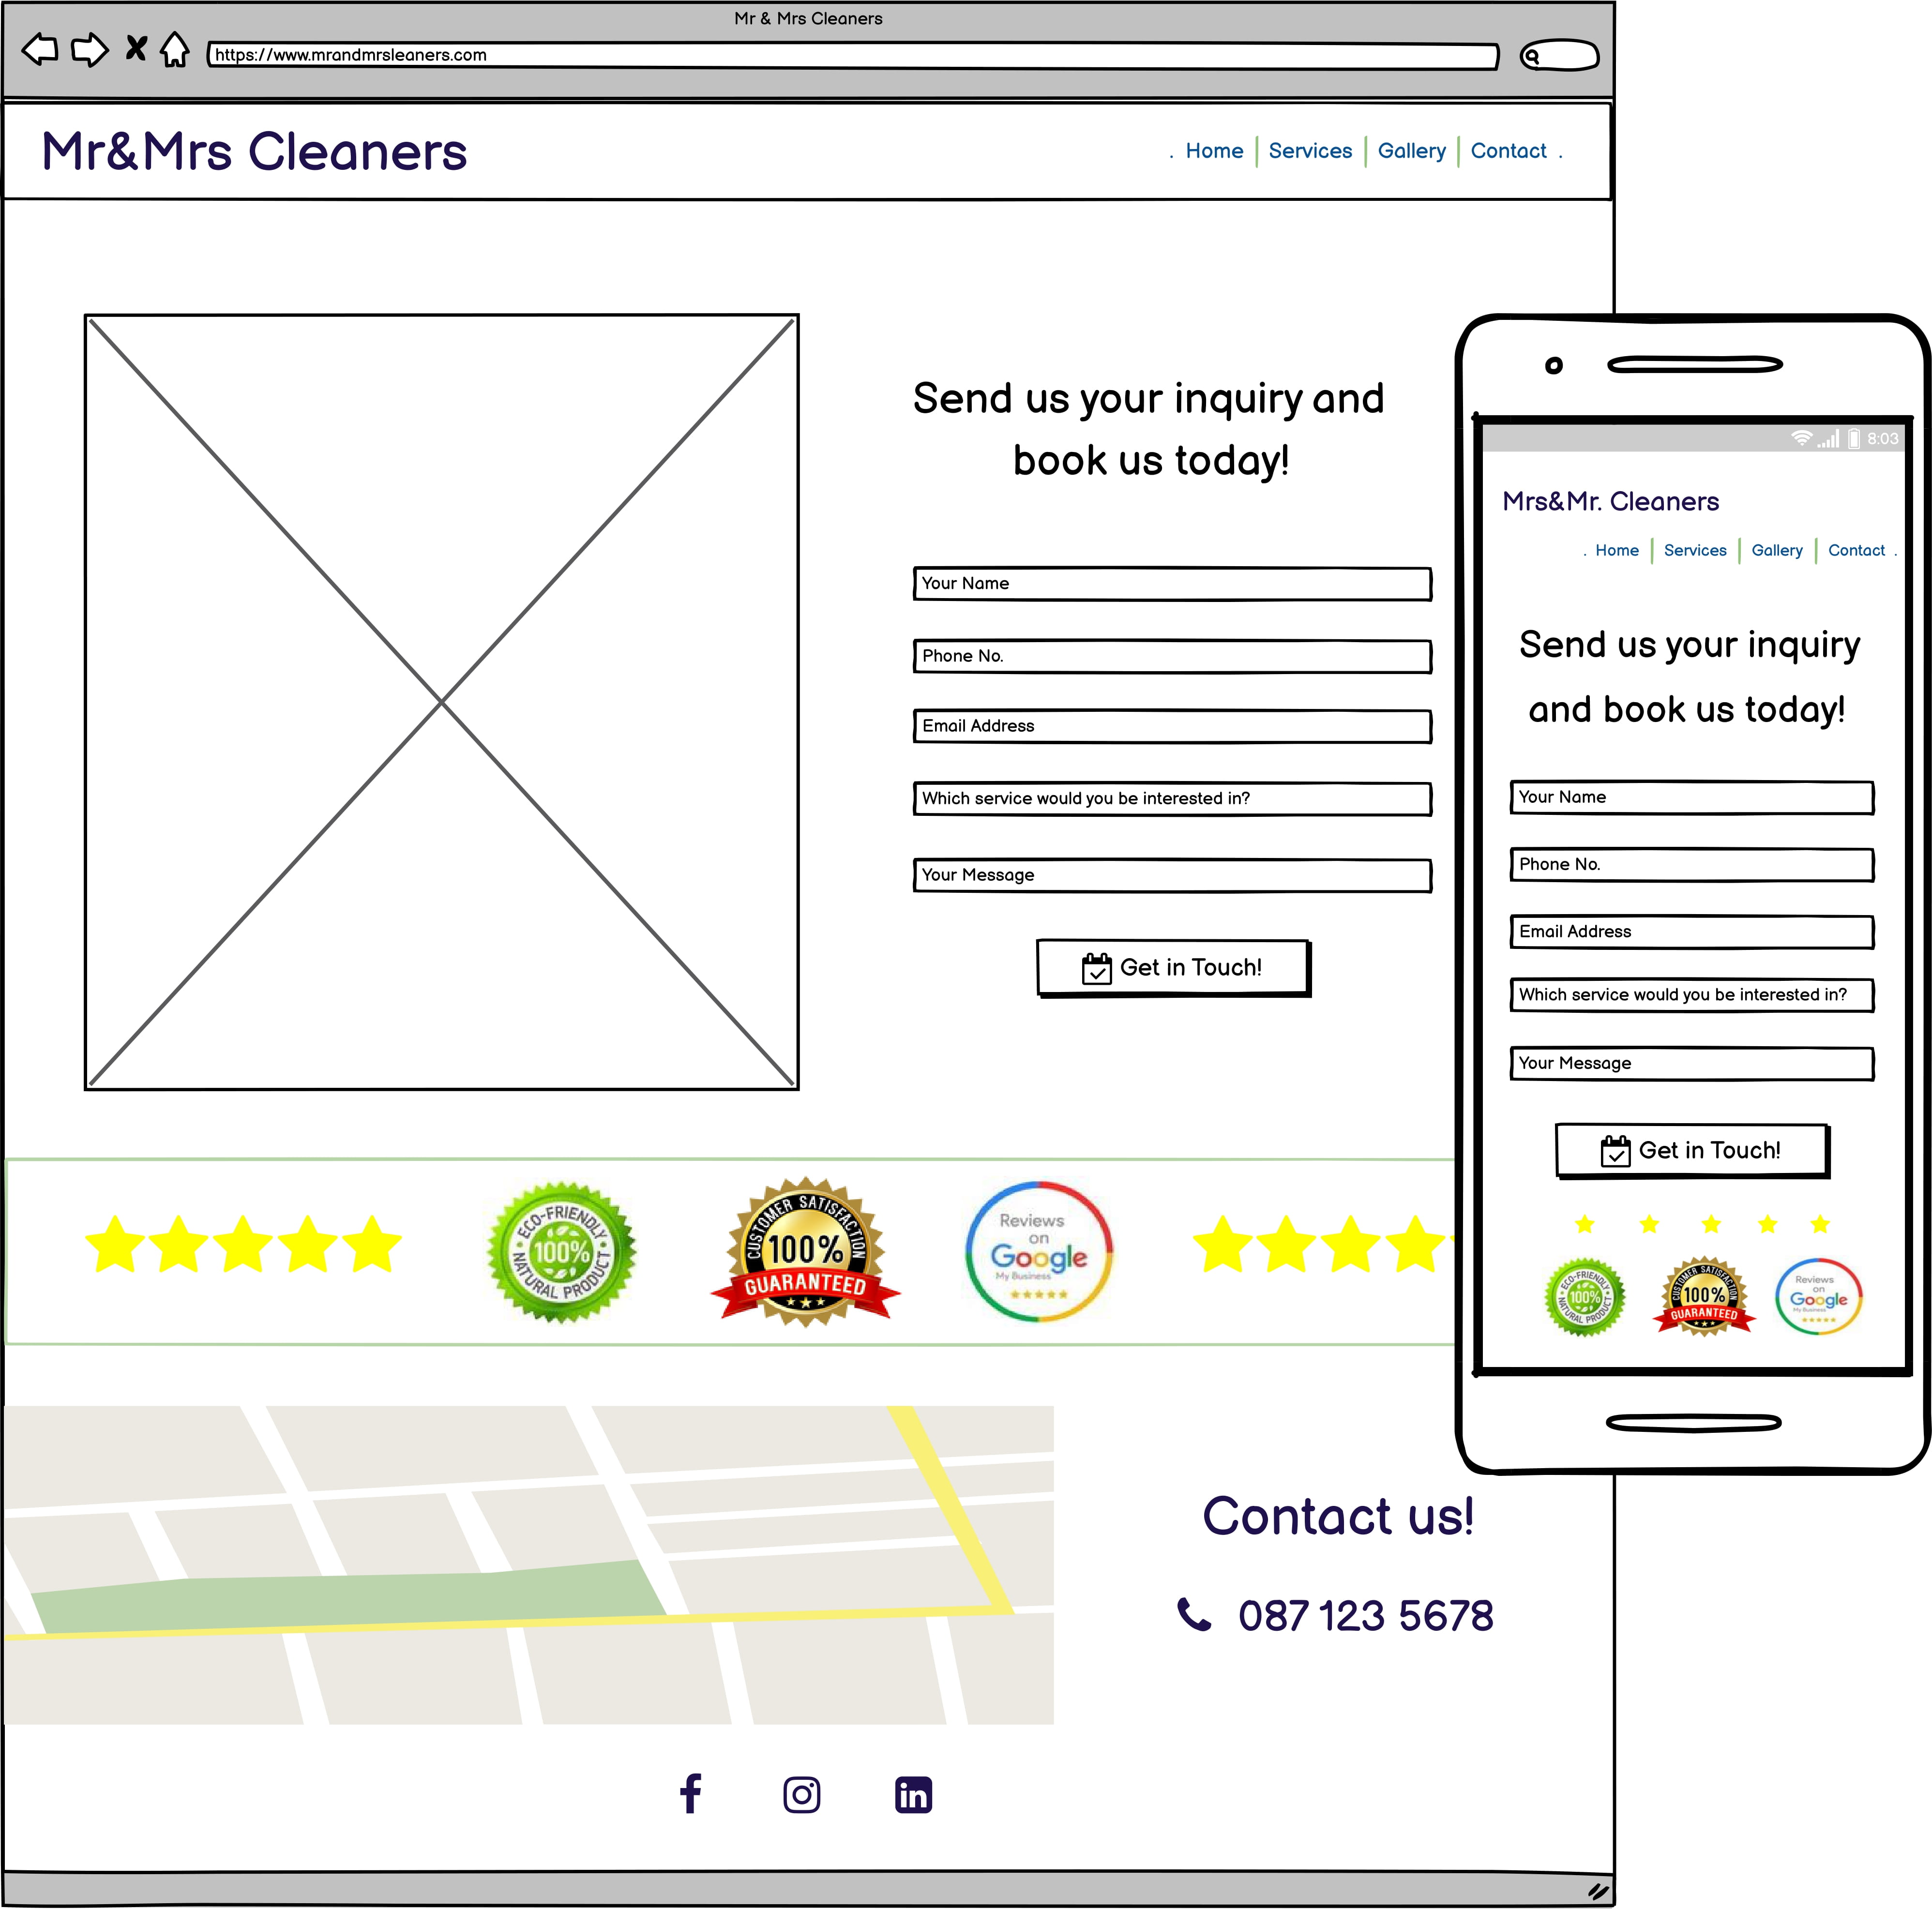 Mr & Mrs Cleaners
https://www.mrandmrsleaners.com
Mr&Mrs Cleaners
. Home Services Gallery Contact .
Send us your inquiry and
book us today!
Your Name
Phone No.
Email Address
Which service would you be interested in?
Your Message
Get in Touch!
ECO-FRIENDLY
100%
NATURAL PRODUCT
CUSTOMER SATISFACTION
100%
GUARANTEED
Reviews
on
Google
My Business
Contact us!
087 123 5678
f
in
8:03
Mrs&Mr. Cleaners
. Home Services Gallery Contact .
Send us your inquiry
and book us today!
Your Name
Phone No.
Email Address
Which service would you be interested in?
Your Message
Get in Touch!
ECO-FRIENDLY
100%
NATURAL PRODUCT
CUSTOMER SATISFACTION
100%
GUARANTEED
Reviews
on
Google
My Business